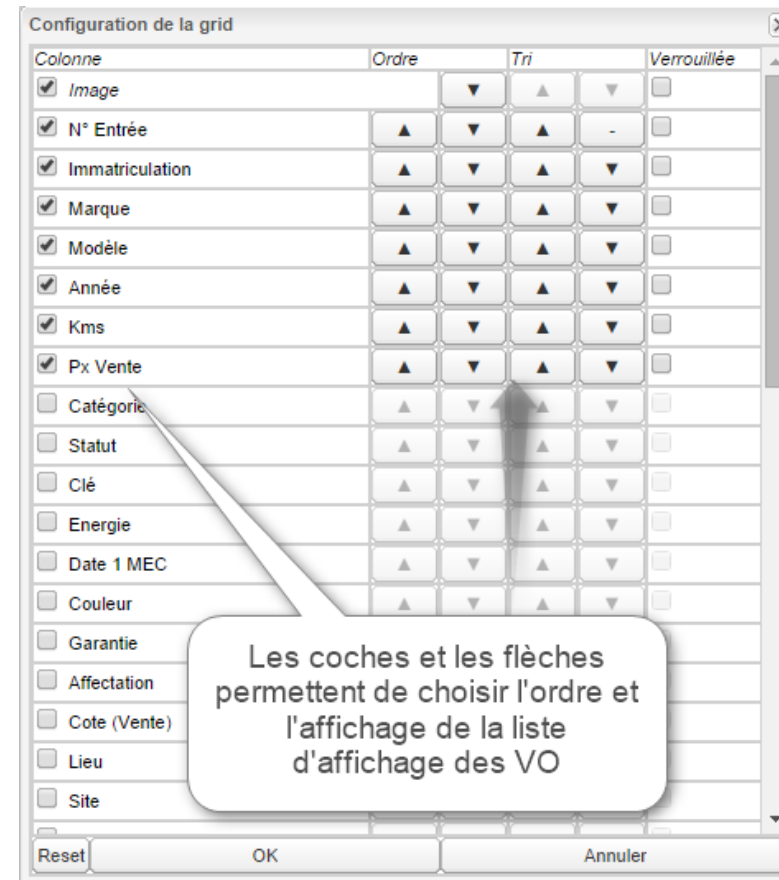 Configuration de la grid
Colonne Ordre Tri Verrouillée
Image
N° Entrée -
Immatriculation
Marque
Modèle
Année
Kms
Px Vente
Catégorie
Statut
Clé
Energie
Date 1 MEC
Couleur
Garantie
Affectation
Cote (Vente)
Lieu
Site
Les coches et les flèches
permettent de choisir l'ordre et
l'affichage de la liste
d'affichage des VO
Reset OK Annuler